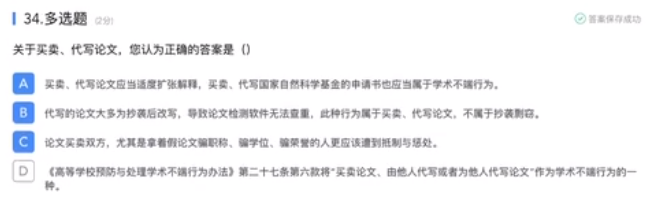 34.多选题 (2分) 答案保存成功
关于买卖、代写论文，您认为正确的答案是（）
A 买卖、代写论文应当适度扩张解释，买卖、代写国家自然科学基金的申请书也应当属于学术不端行为。
B 代写的论文大多为抄袭后改写，导致论文检测软件无法查重，此种行为属于买卖、代写论文，不属于抄袭剽窃。
C 论文买卖双方，尤其是拿着假论文骗职称、骗学位、骗荣誉的人更应该遭到抵制与惩处。
D 《高等学校预防与处理学术不端行为办法》第二十七条第六款将“买卖论文、由他人代写或者为他人代写论文”作为学术不端行为的一
种。